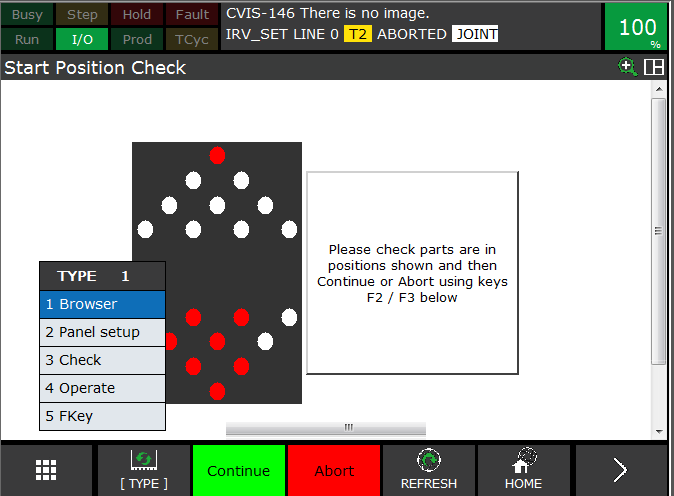 Busy Step Hold Fault
Run I/O Prod TCyc
CVIS-146 There is no image.
IRV_SET LINE 0 T2 ABORTED JOINT
100
%
Start Position Check
Please check parts are in
positions shown and then
Continue or Abort using keys
F2 / F3 below
TYPE 1
1 Browser
2 Panel setup
3 Check
4 Operate
5 FKey
[ TYPE ]
Continue
Abort
REFRESH
HOME